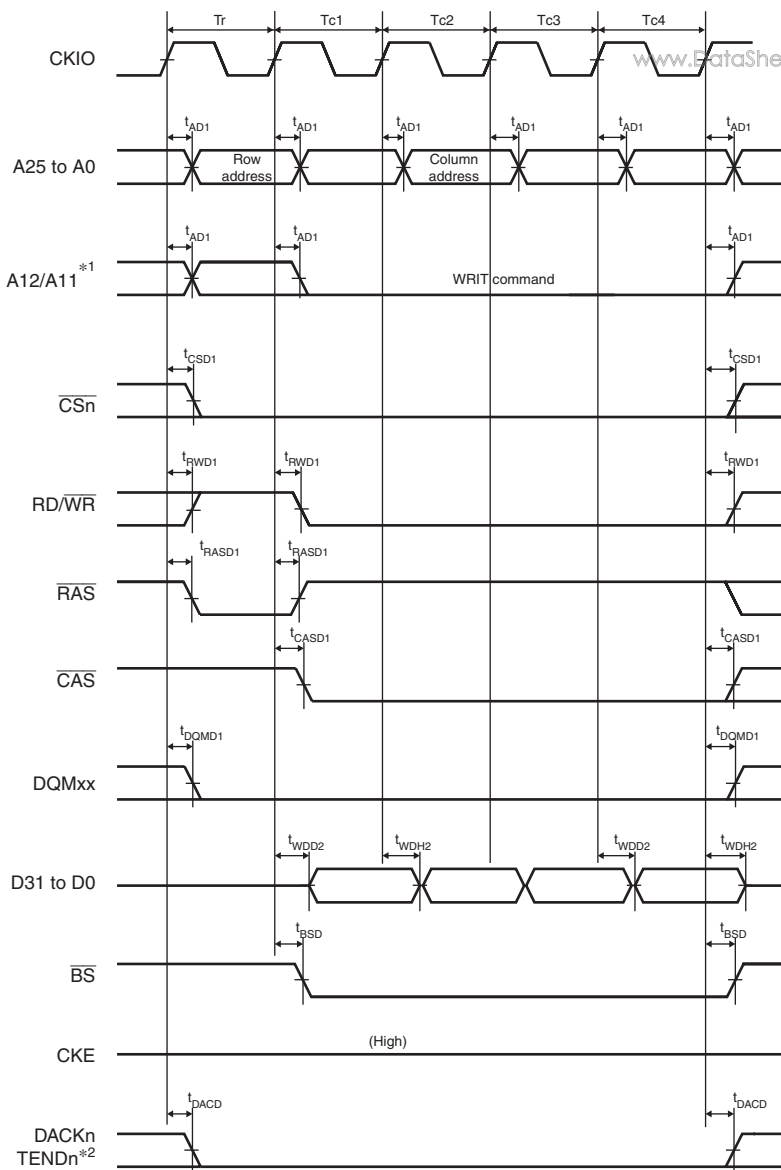 Tr Tc1 Tc2 Tc3 Tc4
CKIO
www.DataShe
tAD1 tAD1 tAD1 tAD1 tAD1 tAD1
A25 to A0
Row address
Column address
tAD1 tAD1 tAD1
A12/A11*1
WRIT command
tCSD1 tCSD1
CSn
tRWD1 tRWD1 tRWD1
RD/WR
tRASD1 tRASD1
RAS
tCASD1 tCASD1
CAS
tDQMD1 tDQMD1
DQMxx
tWDD2 tWDH2 tWDD2 tWDH2
D31 to D0
tBSD tBSD
BS
(High)
CKE
tDACD tDACD
DACKn
TENDn*2